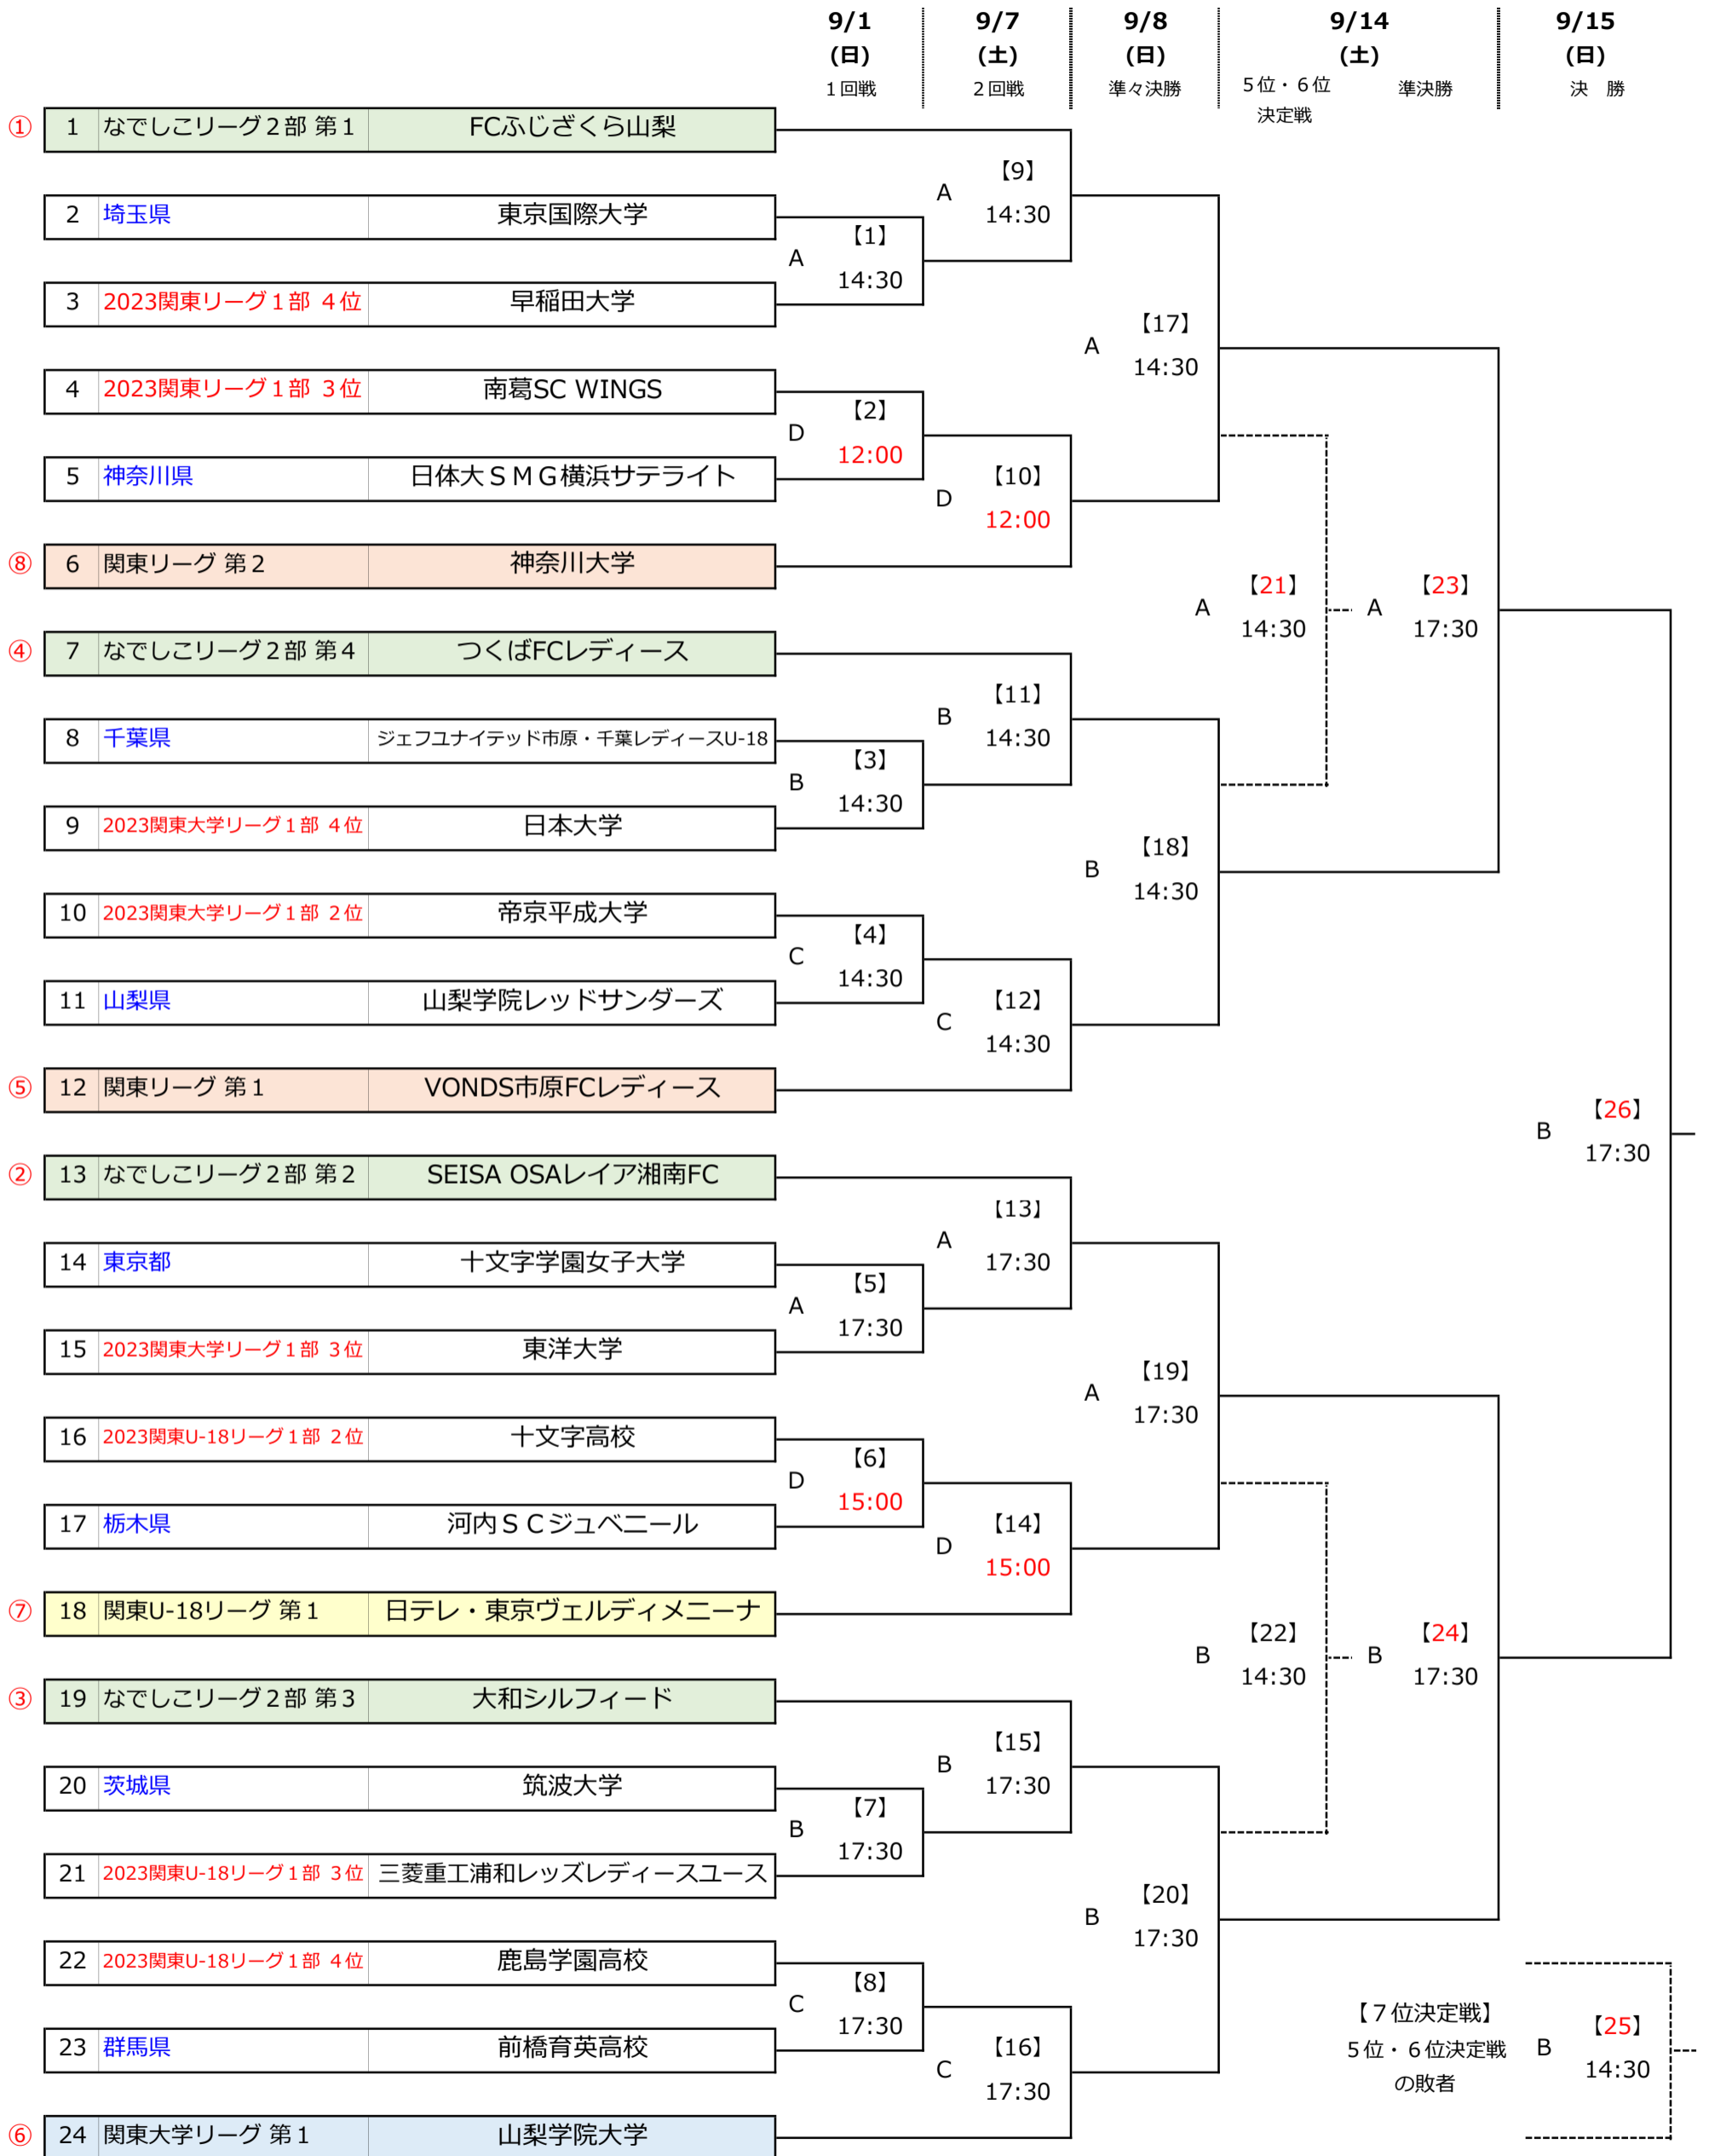 9/1 9/7 9/8 9/14 9/15
(日) (土) (日) (土) (日)
１回戦 ２回戦 準々決勝 ５位・６位 準決勝 決　勝
決定戦
① 1 なでしこリーグ２部 第１ FCふじざくら山梨
【9】
A
14:30
2 埼玉県 東京国際大学
【1】
A
14:30
3 2023関東リーグ１部 ４位 早稲田大学
【17】
A
14:30
4 2023関東リーグ１部 ３位 南葛SC WINGS
【2】
D
12:00
5 神奈川県 日体大ＳＭＧ横浜サテライト
【10】
D
12:00
⑧ 6 関東リーグ 第２ 神奈川大学
【21】 【23】
A A
14:30 17:30
④ 7 なでしこリーグ２部 第４ つくばFCレディース
【11】
B
14:30
8 千葉県 ジェフユナイテッド市原・千葉レディースU-18
【3】
B
14:30
9 2023関東大学リーグ１部 ４位 日本大学
【18】
B
14:30
10 2023関東大学リーグ１部 ２位 帝京平成大学
【4】
C
14:30
11 山梨県 山梨学院レッドサンダーズ
【12】
C
14:30
⑤ 12 関東リーグ 第１ VONDS市原FCレディース
【26】
B
17:30
② 13 なでしこリーグ２部 第２ SEISA OSAレイア湘南FC
【13】
A
17:30
14 東京都 十文字学園女子大学
【5】
A
17:30
15 2023関東大学リーグ１部 ３位 東洋大学
【19】
A
17:30
16 2023関東U-18リーグ１部 ２位 十文字高校
【6】
D
15:00
17 栃木県 河内ＳＣジュベニール
【14】
D
15:00
⑦ 18 関東U-18リーグ 第１ 日テレ・東京ヴェルディメニーナ
【22】 【24】
B B
14:30 17:30
③ 19 なでしこリーグ２部 第３ 大和シルフィード
【15】
B
17:30
20 茨城県 筑波大学
【7】
B
17:30
21 2023関東U-18リーグ１部 ３位 三菱重工浦和レッズレディースユース
【20】
B
17:30
22 2023関東U-18リーグ１部 ４位 鹿島学園高校
【8】
C
17:30
23 群馬県 前橋育英高校
【16】
C
17:30
【７位決定戦】
５位・６位決定戦
の敗者
【25】
B
14:30
⑥ 24 関東大学リーグ 第１ 山梨学院大学